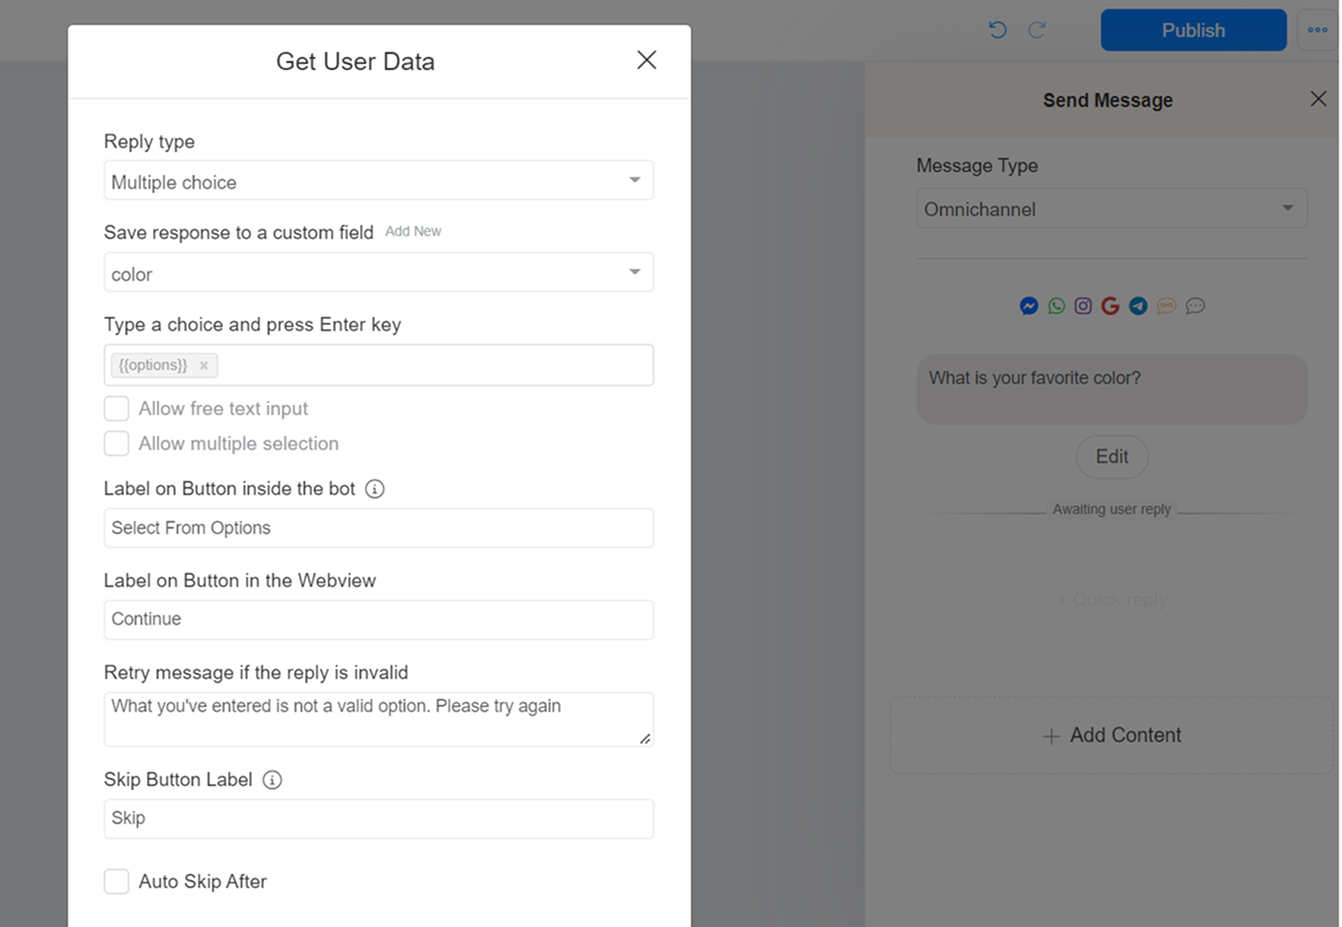 Get User Data
Reply type
Multiple choice
Save response to a custom field Add New
color
Type a choice and press Enter key
{{options}} ×
Allow free text input
Allow multiple selection
Label on Button inside the bot
Select From Options
Label on Button in the Webview
Continue
Retry message if the reply is invalid
What you've entered is not a valid option. Please try again
Skip Button Label
Skip
Auto Skip After
Publish
Send Message
Message Type
Omnichannel
SMS
What is your favorite color?
Edit
Awaiting user reply
+ Quick reply
+ Add Content